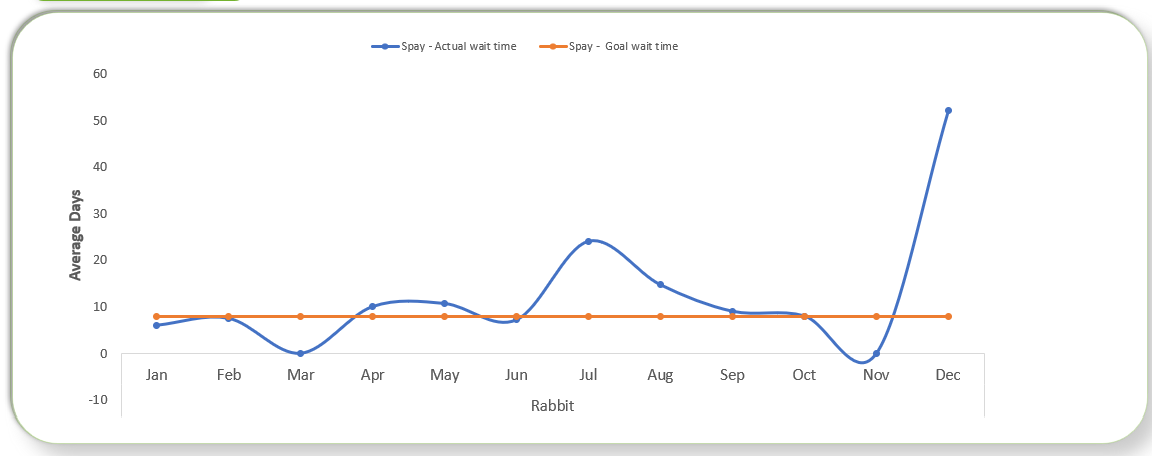 Spay - Actual wait time
Spay - Goal wait time
60
50
40
30
20
10
0
-10
Average Days
Jan Feb Mar Apr May Jun Jul Aug Sep Oct Nov Dec
Rabbit